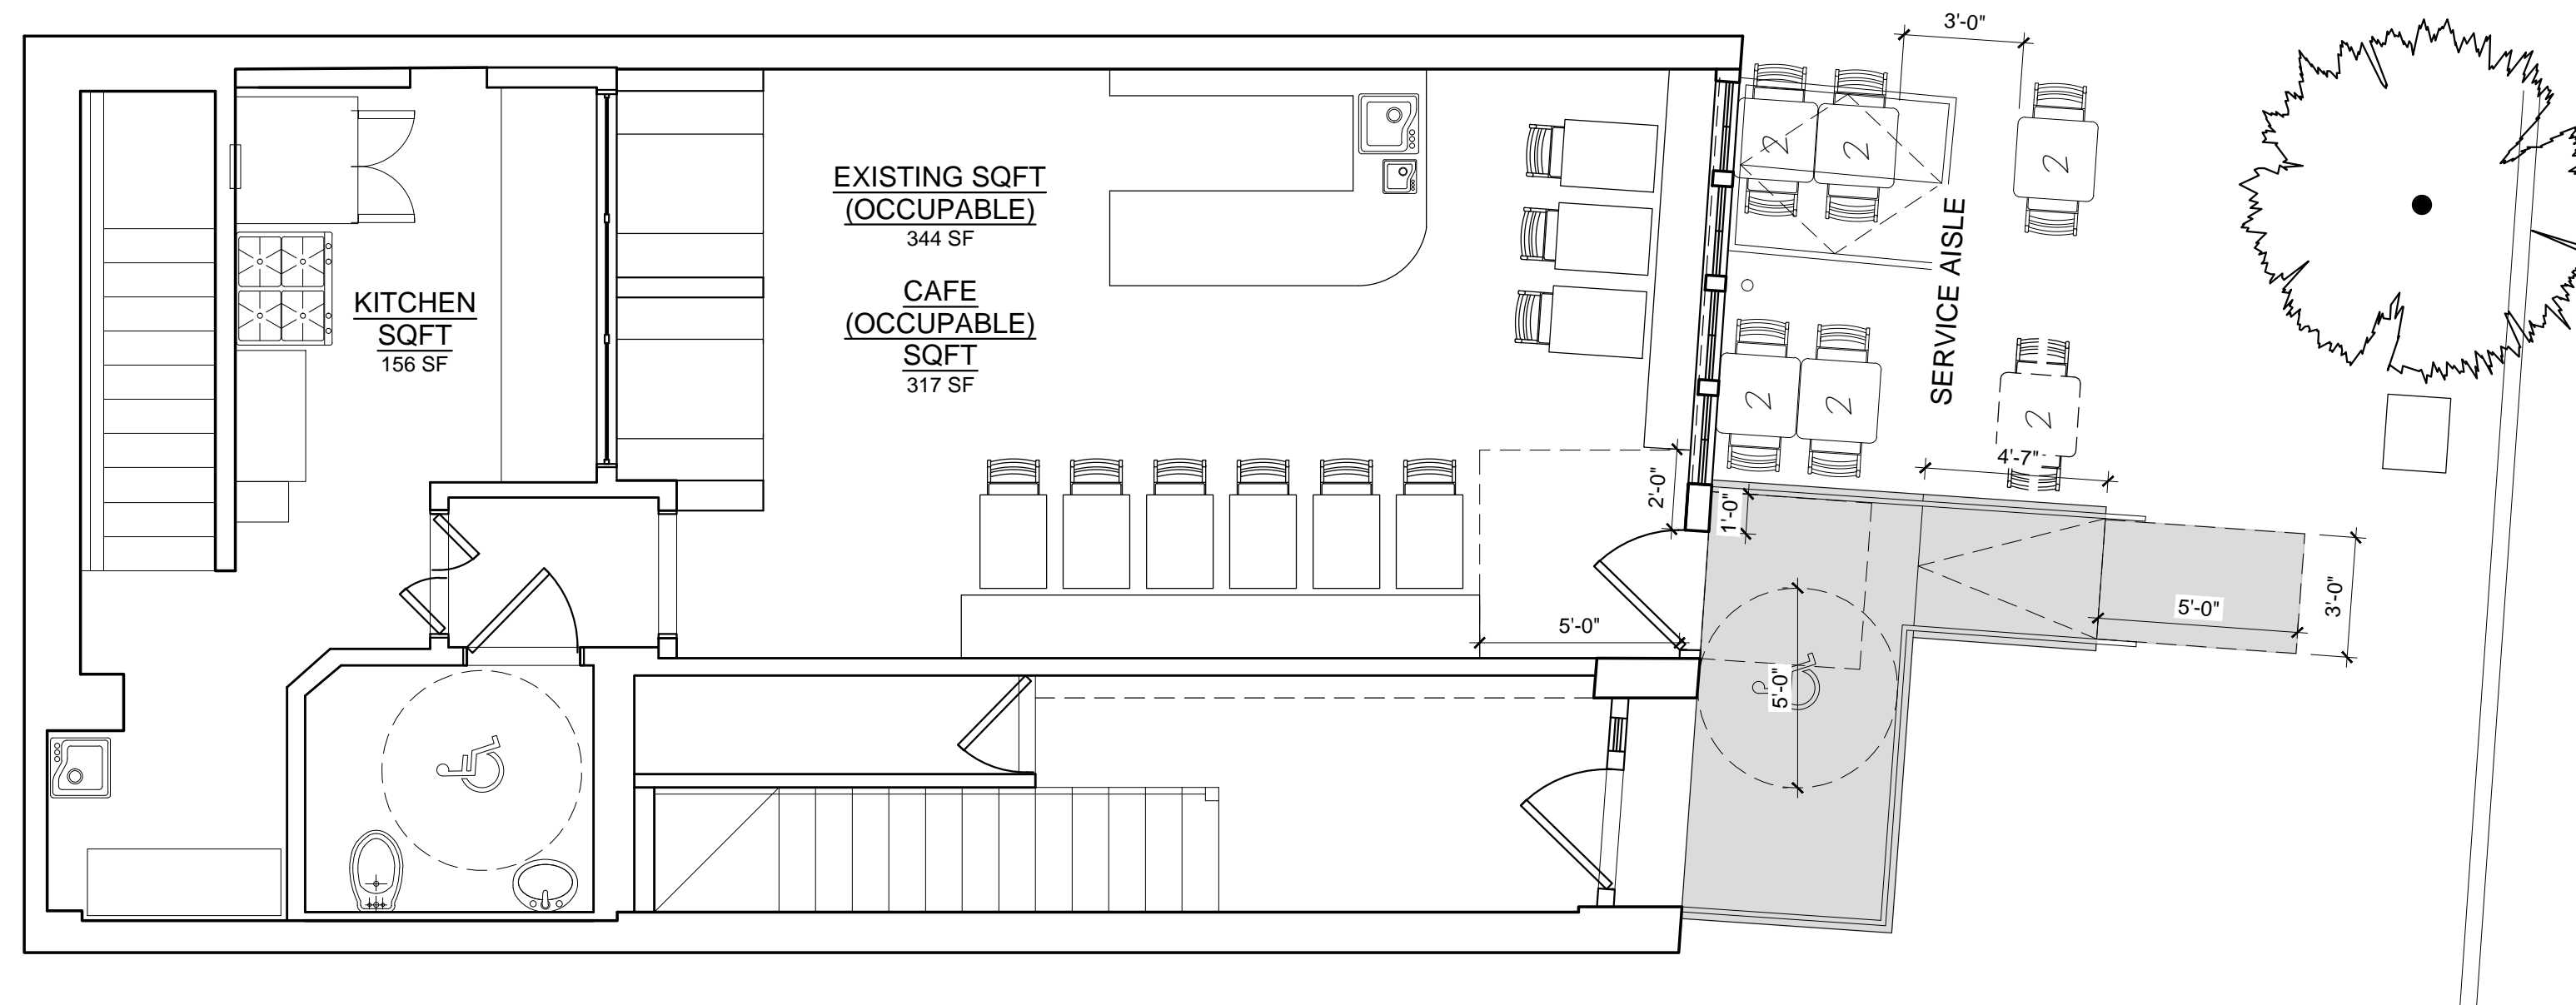 3'-0"
EXISTING SQFT
(OCCUPABLE)
344 SF
CAFE
(OCCUPABLE)
SQFT
317 SF
KITCHEN
SQFT
156 SF
2
2
2
SERVICE AISLE
2
2
2
4'-7"
2'-0"
1'-0"
5'-0"
5'-0"
5'-0"
3'-0"